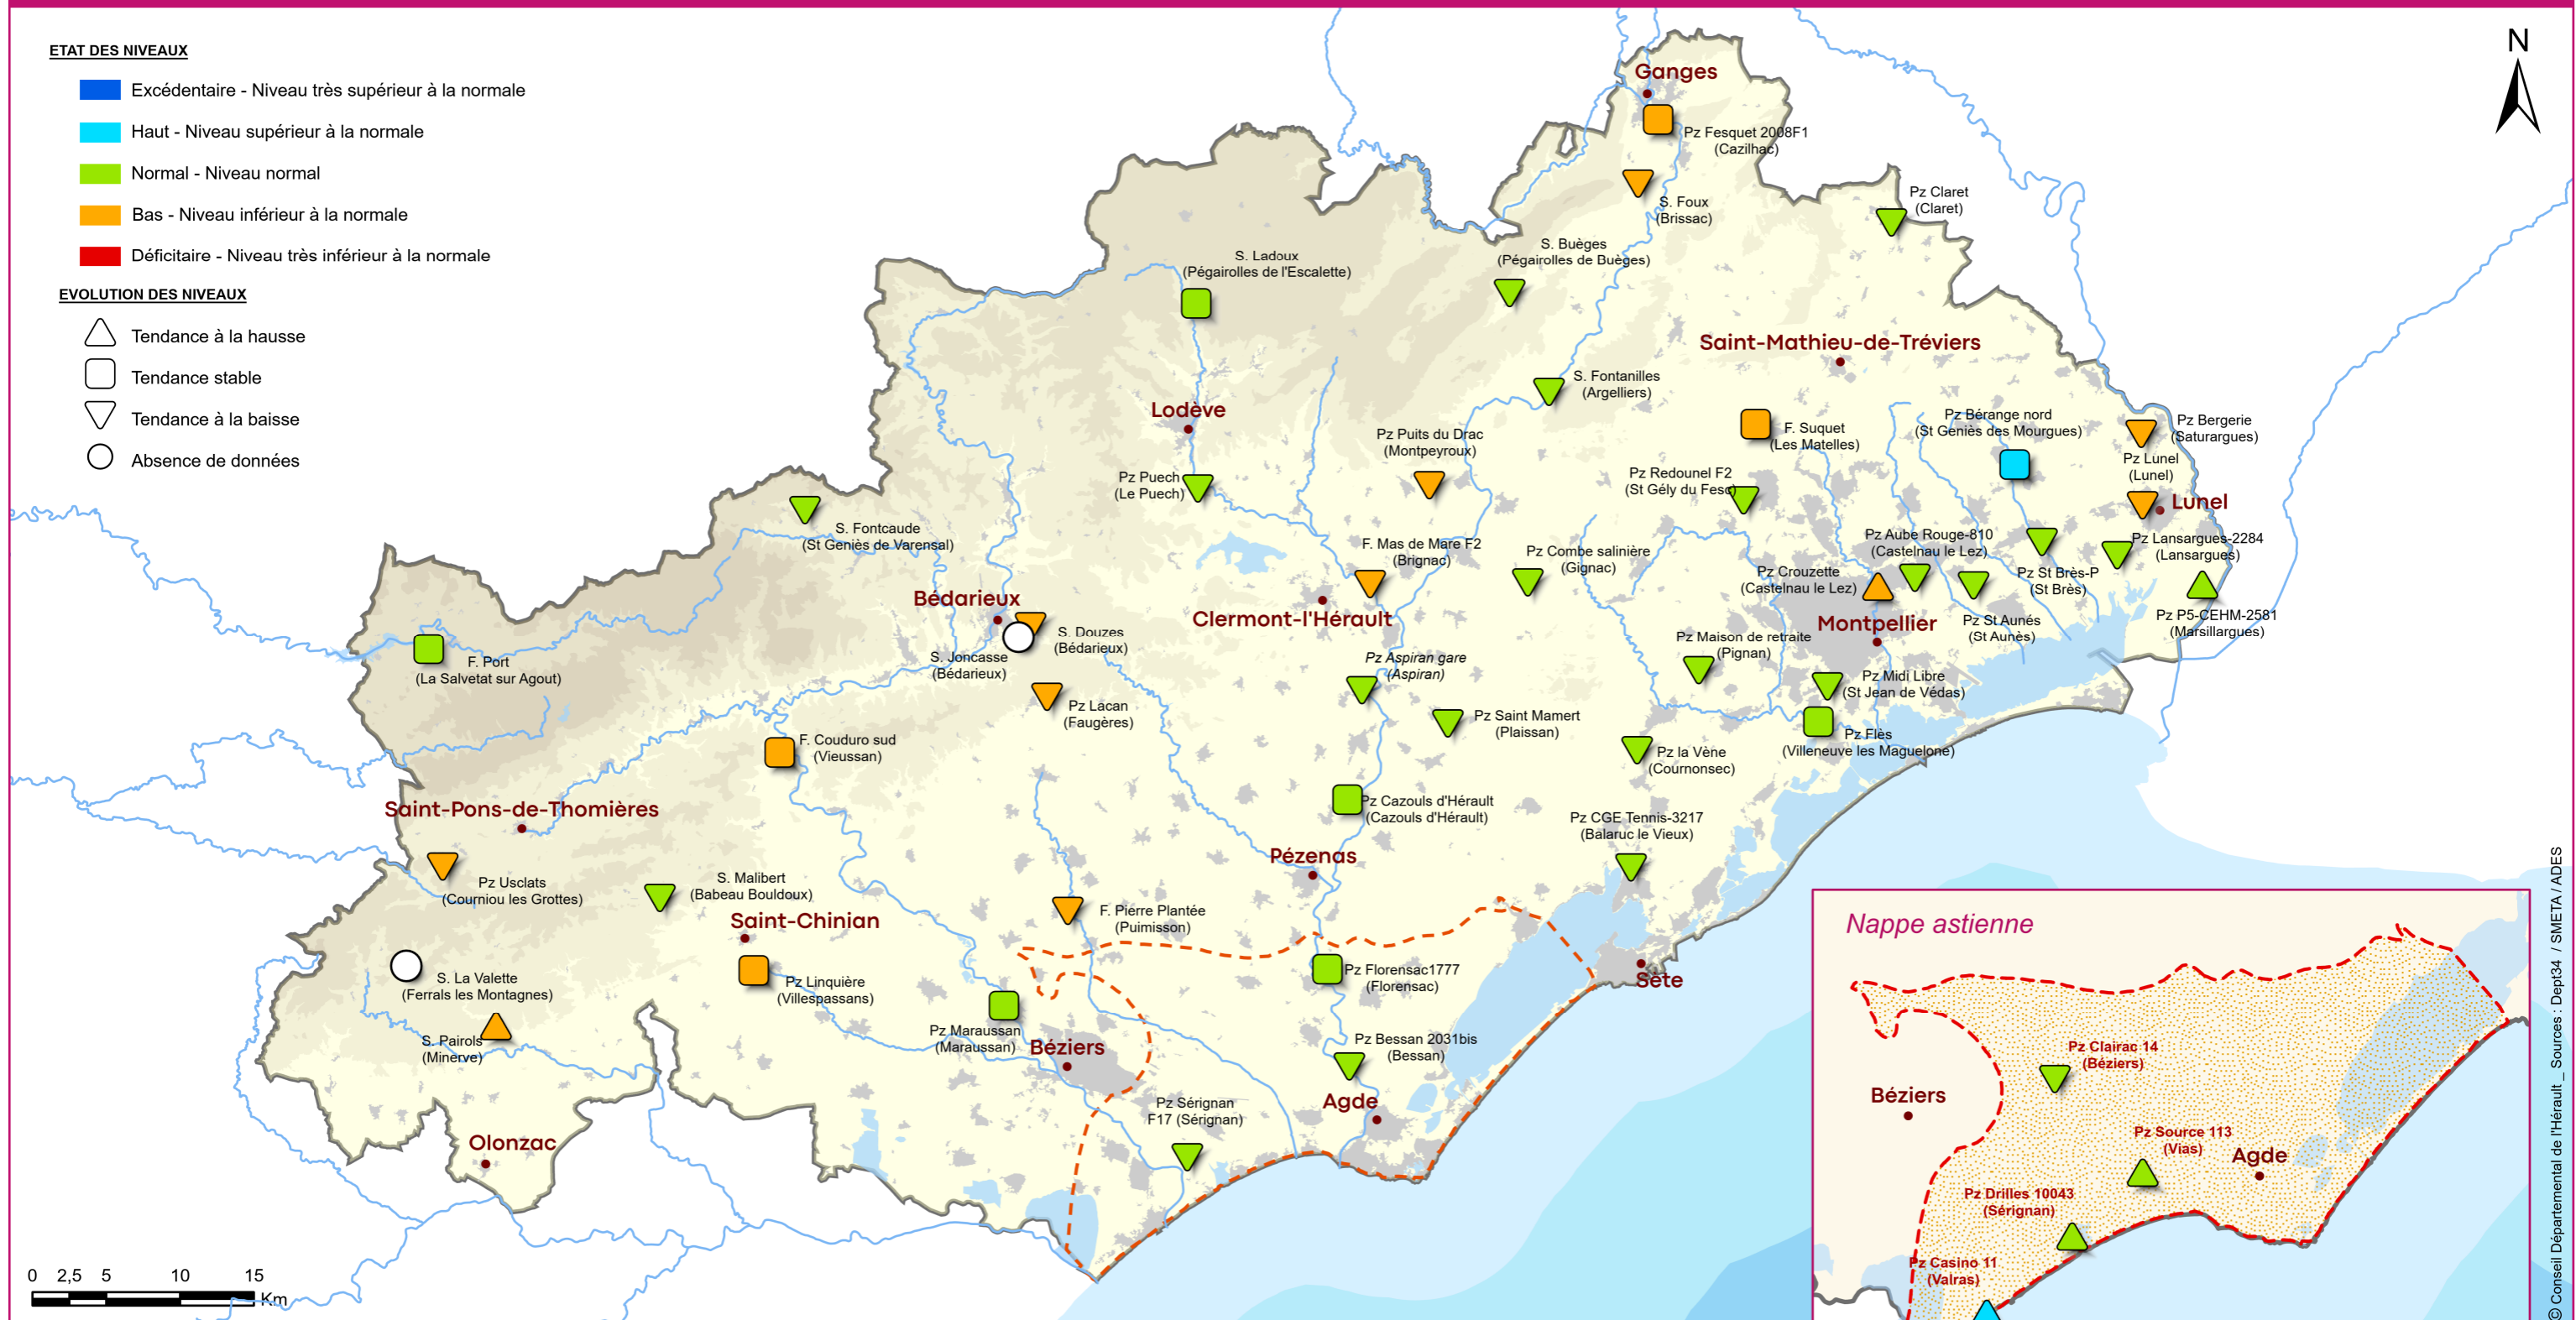 ETAT DES NIVEAUX
Excédentaire - Niveau très supérieur à la normale
Haut - Niveau supérieur à la normale
Normal - Niveau normal
Bas - Niveau inférieur à la normale
Déficitaire - Niveau très inférieur à la normale
EVOLUTION DES NIVEAUX
Tendance à la hausse
Tendance stable
Tendance à la baisse
Absence de données
N
Ganges
Pz Fesquet 2008F1
(Cazilhac)
S. Foux
(Brissac)
Pz Claret
(Claret)
S. Buèges
(Pégairolles de Buèges)
S. Ladoux
(Pégairolles de l'Escalette)
Saint-Mathieu-de-Tréviers
S. Fontanilles
(Argelliers)
Lodève
Pz Puits du Drac
(Montpeyroux)
F. Suquet
(Les Matelles)
Pz Bérange nord
(St Geniès des Mourgues)
Pz Bergerie
(Saturargues)
Pz Lunel
(Lunel)
Lunel
Pz Puech
(Le Puech)
Pz Redounel F2
(St Gély du Fesc)
S. Fontcaude
(St Geniès de Varensal)
F. Mas de Mare F2
(Brignac)
Pz Combe salinière
(Gignac)
Pz Aube Rouge-810
(Castelnau le Lez)
Pz Lansargues-2284
(Lansargues)
Pz Crouzette
(Castelnau le Lez)
Pz St Brès-P
(St Brès)
Bédarieux
Clermont-l'Hérault
Montpellier
Pz St Aunés
(St Aunès)
Pz P5-CEHM-2581
(Marsillargues)
S. Douzes
(Bédarieux)
S. Joncasse
(Bédarieux)
Pz Maison de retraite
(Pignan)
F. Port
(La Salvetat sur Agout)
Pz Aspiran gare
(Aspiran)
Pz Midi Libre
(St Jean de Védas)
Pz Lacan
(Faugères)
Pz Saint Mamert
(Plaissan)
F. Couduro sud
(Vieussan)
Pz Flès
(Villeneuve les Maguelone)
Pz la Vène
(Cournonsec)
Saint-Pons-de-Thomières
Pz Cazouls d'Hérault
(Cazouls d'Hérault)
Pz CGE Tennis-3217
(Balaruc le Vieux)
Pézenas
Pz Usclats
(Courniou les Grottes)
S. Malibert
(Babeau Bouldoux)
Saint-Chinian
F. Pierre Plantée
(Puimisson)
S. La Valette
(Ferrals les Montagnes)
Pz Linquière
(Villespassans)
Pz Florensac1777
(Florensac)
Sète
S. Pairols
(Minerve)
Pz Maraussan
(Maraussan)
Béziers
Pz Bessan 2031bis
(Bessan)
Agde
Pz Sérignan
F17 (Sérignan)
Olonzac
0 2,5 5 10 15
Km
Nappe astienne
Pz Clairac 14
(Béziers)
Béziers
Pz Source 113
(Vias)
Agde
Pz Drilles 10043
(Sérignan)
Pz Casino 11
(Valras)
© Conseil Départemental de l'Hérault _ Sources : Dept34 / SMETA / ADES